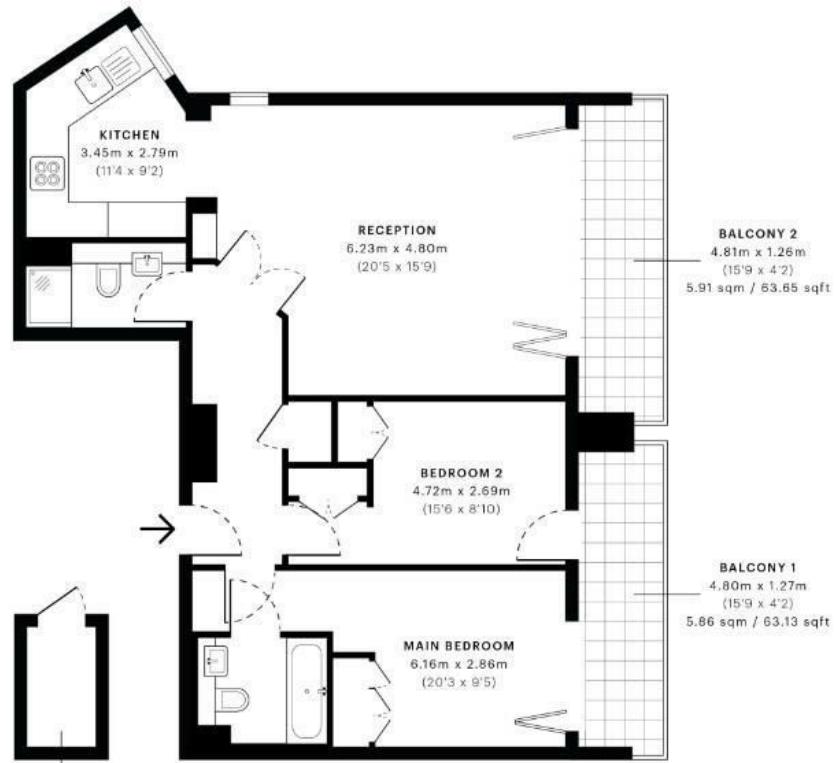 KITCHEN
3.45m x 2.79m
(11'4 x 9'2)
RECEPTION
6.23m x 4.80m
(20'5 x 15'9)
BALCONY 2
4.81m x 1.26m
(15'9 x 4'2)
5.91 sqm / 63.65 sqft
BEDROOM 2
4.72m x 2.69m
(15'6 x 8'10)
BALCONY 1
4.80m x 1.27m
(15'9 x 4'2)
5.86 sqm / 63.13 sqft
MAIN BEDROOM
6.16m x 2.86m
(20'3 x 9'5)